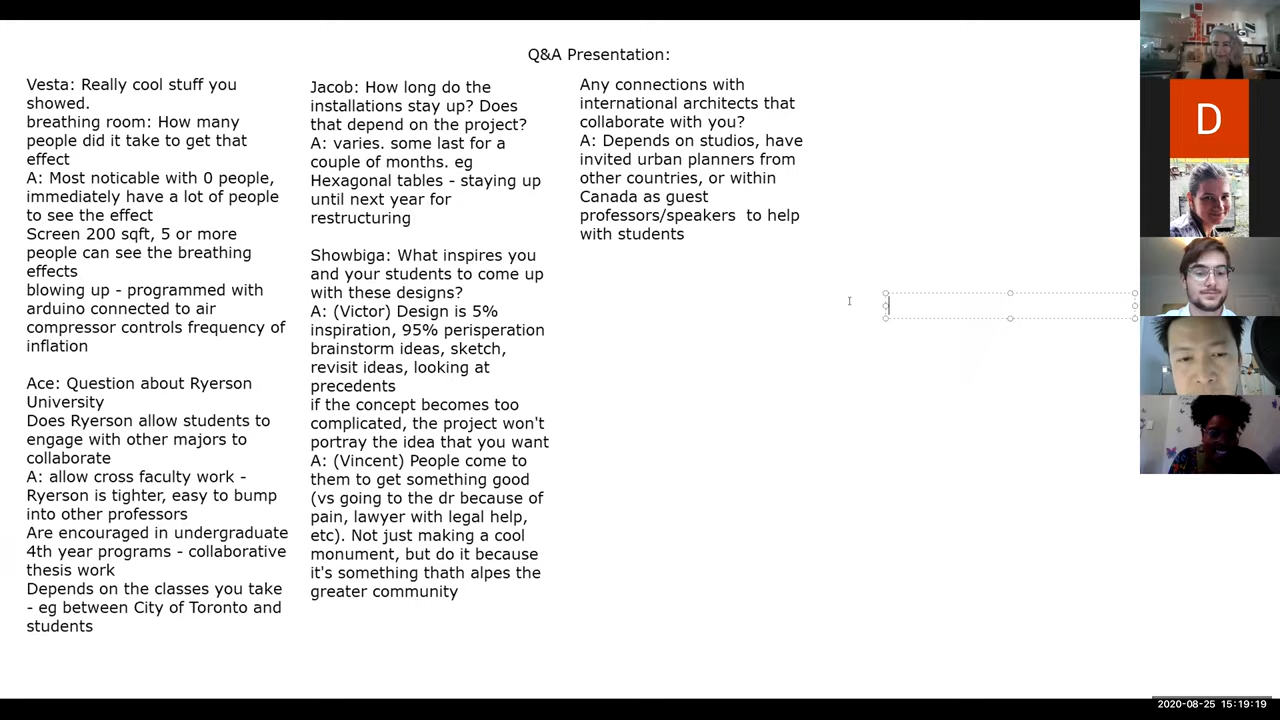 Q&A Presentation:
Vesta: Really cool stuff you
showed.
breathing room: How many
people did it take to get that
effect
A: Most noticable with 0 people,
immediately have a lot of people
to see the effect
Screen 200 sqft, 5 or more
people can see the breathing
effects
blowing up - programmed with
arduino connected to air
compressor controls frequency of
inflation
Ace: Question about Ryerson
University
Does Ryerson allow students to
engage with other majors to
collaborate
A: allow cross faculty work -
Ryerson is tighter, easy to bump
into other professors
Are encouraged in undergraduate
4th year programs - collaborative
thesis work
Depends on the classes you take
- eg between City of Toronto and
students
Jacob: How long do the
installations stay up? Does
that depend on the project?
A: varies. some last for a
couple of months. eg
Hexagonal tables - staying up
until next year for
restructuring
Showbiga: What inspires you
and your students to come up
with these designs?
A: (Victor) Design is 5%
inspiration, 95% perisperation
brainstorm ideas, sketch,
revisit ideas, looking at
precedents
if the concept becomes too
complicated, the project won't
portray the idea that you want
A: (Vincent) People come to
them to get something good
(vs going to the dr because of
pain, lawyer with legal help,
etc). Not just making a cool
monument, but do it because
it's something thath alpes the
greater community
Any connections with
international architects that
collaborate with you?
A: Depends on studios, have
invited urban planners from
other countries, or within
Canada as guest
professors/speakers  to help
with students
D
2020-08-25 15:19:19